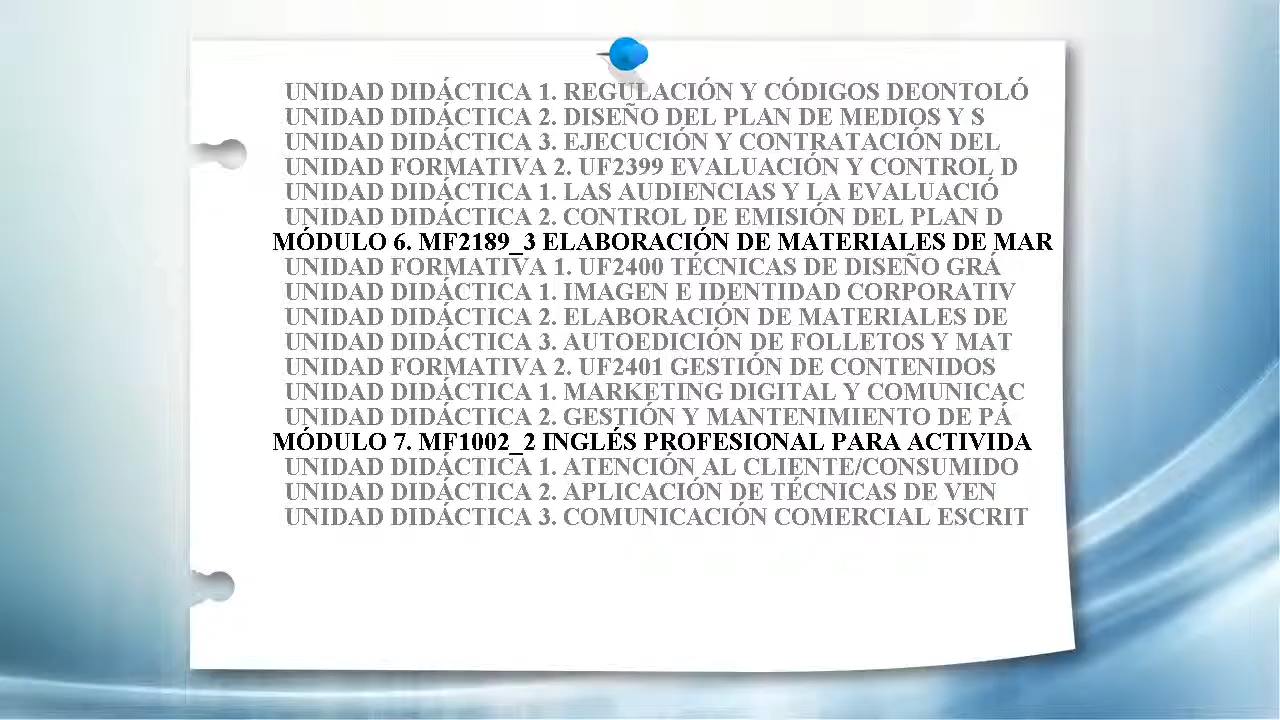 UNIDAD DIDÁCTICA 1. REGULACIÓN Y CÓDIGOS DEONTOLÓ
UNIDAD DIDÁCTICA 2. DISEÑO DEL PLAN DE MEDIOS Y S
UNIDAD DIDÁCTICA 3. EJECUCIÓN Y CONTRATACIÓN DEL
UNIDAD FORMATIVA 2. UF2399 EVALUACIÓN Y CONTROL D
UNIDAD DIDÁCTICA 1. LAS AUDIENCIAS Y LA EVALUACIÓ
UNIDAD DIDÁCTICA 2. CONTROL DE EMISIÓN DEL PLAN D
MÓDULO 6. MF2189_3 ELABORACIÓN DE MATERIALES DE MAR
UNIDAD FORMATIVA 1. UF2400 TÉCNICAS DE DISEÑO GRÁ
UNIDAD DIDÁCTICA 1. IMAGEN E IDENTIDAD CORPORATIV
UNIDAD DIDÁCTICA 2. ELABORACIÓN DE MATERIALES DE
UNIDAD DIDÁCTICA 3. AUTOEDICIÓN DE FOLLETOS Y MAT
UNIDAD FORMATIVA 2. UF2401 GESTIÓN DE CONTENIDOS
UNIDAD DIDÁCTICA 1. MARKETING DIGITAL Y COMUNICAC
UNIDAD DIDÁCTICA 2. GESTIÓN Y MANTENIMIENTO DE PÁ
MÓDULO 7. MF1002_2 INGLÉS PROFESIONAL PARA ACTIVIDA
UNIDAD DIDÁCTICA 1. ATENCIÓN AL CLIENTE/CONSUMIDO
UNIDAD DIDÁCTICA 2. APLICACIÓN DE TÉCNICAS DE VEN
UNIDAD DIDÁCTICA 3. COMUNICACIÓN COMERCIAL ESCRIT